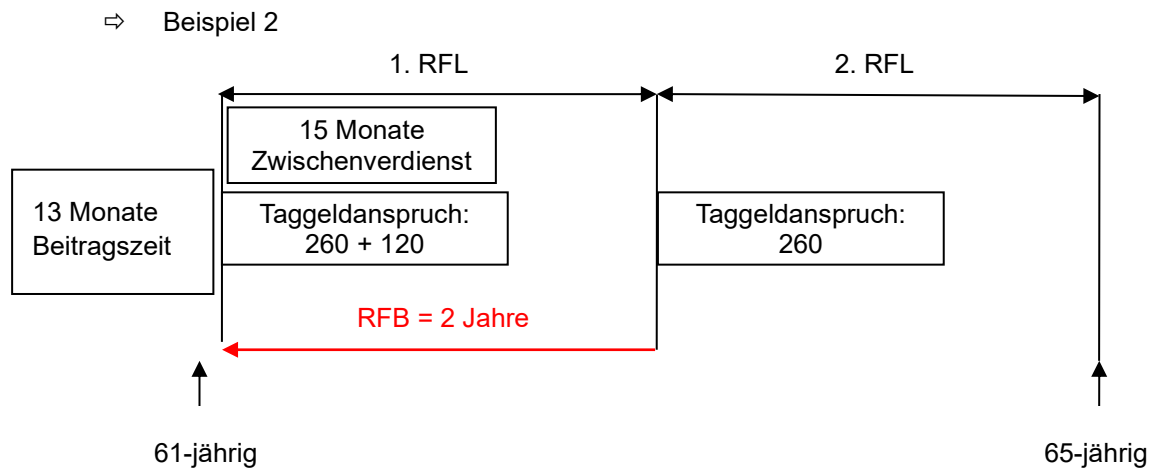 ⇨ Beispiel 2
1. RFL
2. RFL
15 Monate
Zwischenverdienst
13 Monate
Beitragszeit
Taggeldanspruch:
260 + 120
Taggeldanspruch:
260
RFB = 2 Jahre
61-jährig
65-jährig